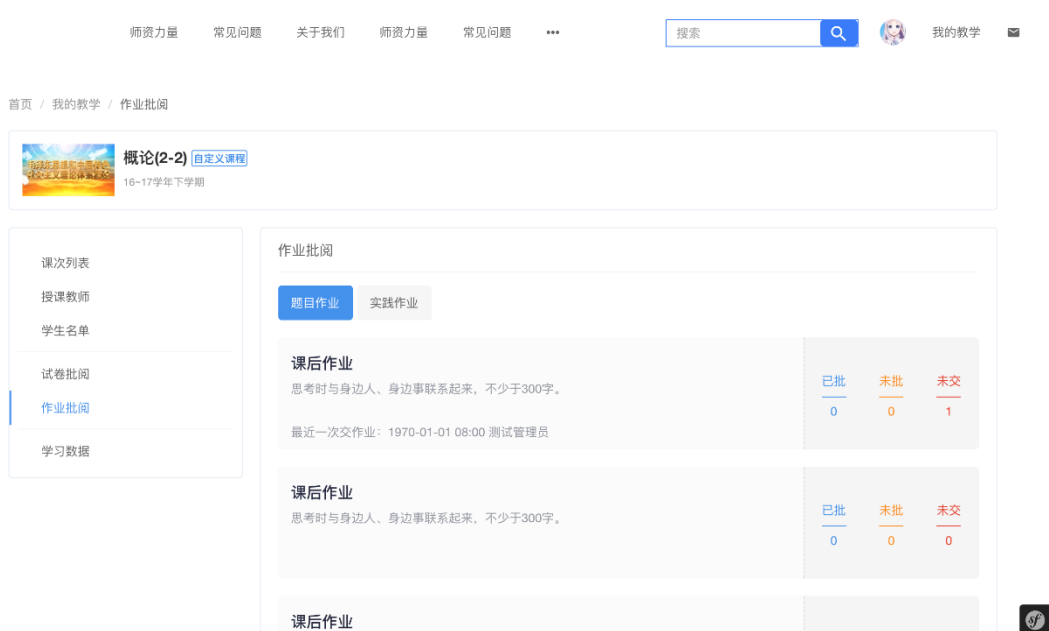 师资力量 常见问题 关于我们 师资力量 常见问题 ••• 搜索 我的教学
首页 / 我的教学 / 作业批阅
概论(2-2) 自定义课程
16~17学年下学期
课次列表
授课教师
学生名单
试卷批阅
作业批阅
学习数据
作业批阅
题目作业 实践作业
课后作业
思考时与身边人、身边事联系起来，不少于300字。
最近一次交作业：1970-01-01 08:00 测试管理员
已批 未批 未交
0 0 1
课后作业
思考时与身边人、身边事联系起来，不少于300字。
已批 未批 未交
0 0 0
课后作业
sf